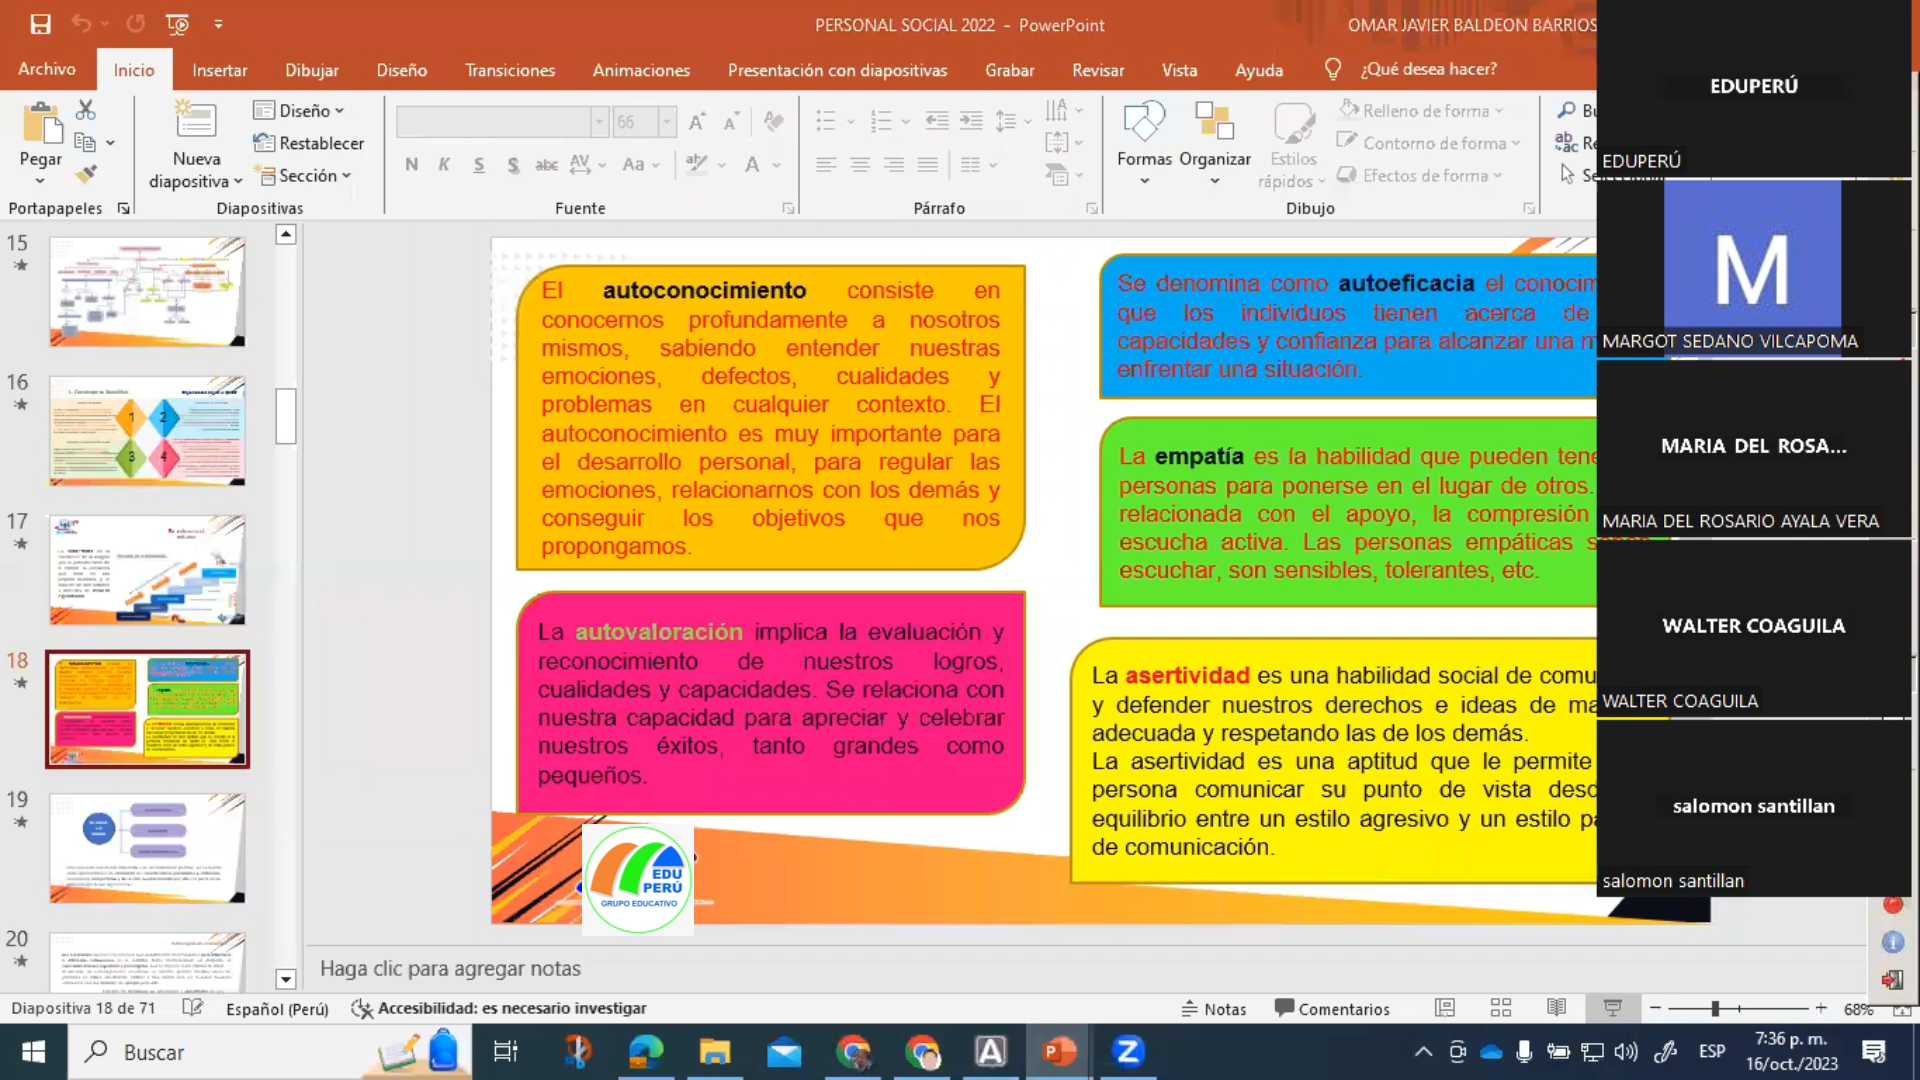 PERSONAL SOCIAL 2022 - PowerPoint
OMAR JAVIER BALDEON BARRIOS
Archivo
Inicio
Insertar
Dibujar
Diseño
Transiciones
Animaciones
Presentación con diapositivas
Grabar
Revisar
Vista
Ayuda
¿Qué desea hacer?
Pegar
Portapapeles
Nueva
diapositiva
Diseño
Restablecer
Sección
Diapositivas
66
N K S S abc AV Aa A
Fuente
Párrafo
Formas
Organizar
Estilos
rápidos
Relleno de forma
Contorno de forma
Efectos de forma
Dibujo
15
16
17
18
19
20
El autoconocimiento consiste en
conocernos profundamente a nosotros
mismos, sabiendo entender nuestras
emociones, defectos, cualidades y
problemas en cualquier contexto. El
autoconocimiento es muy importante para
el desarrollo personal, para regular las
emociones, relacionarnos con los demás y
conseguir los objetivos que nos
propongamos.
La autovaloración implica la evaluación y
reconocimiento de nuestros logros,
cualidades y capacidades. Se relaciona con
nuestra capacidad para apreciar y celebrar
nuestros éxitos, tanto grandes como
pequeños.
Se denomina como autoeficacia el
que los individuos tienen acerca de
capacidades y confianza para alcanzar una
enfrentar una situación.
La empatía es la habilidad que pueden
personas para ponerse en el lugar de otros.
relacionada con el apoyo, la compresión
escucha activa. Las personas empáticas
escuchar, son sensibles, tolerantes, etc.
La asertividad es una habilidad social de
y defender nuestros derechos e ideas de
adecuada y respetando las de los demás.
La asertividad es una aptitud que le permite
persona comunicar su punto de vista
equilibrio entre un estilo agresivo y un estilo
de comunicación.
EDU
PERÚ
GRUPO EDUCATIVO
EDUPERÚ
EDUPERÚ
M
MARGOT SEDANO VILCAPOMA
MARIA DEL ROSA...
MARIA DEL ROSARIO AYALA VERA
WALTER COAGUILA
WALTER COAGUILA
salomon santillan
salomon santillan
Haga clic para agregar notas
Diapositiva 18 de 71
Español (Perú)
Accesibilidad: es necesario investigar
Notas
Comentarios
68%
Buscar
ESP
7:36 p. m.
16/oct./2023